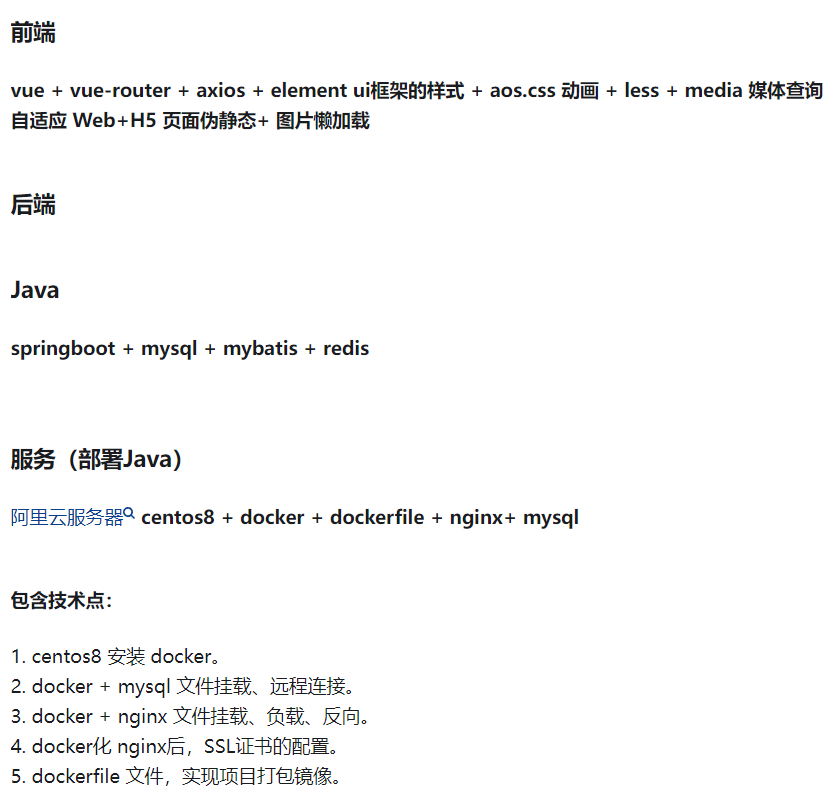 前端
vue + vue-router + axios + element ui框架的样式 + aos.css 动画 + less + media 媒体查询
自适应 Web+H5 页面伪静态+ 图片懒加载
后端
Java
springboot + mysql + mybatis + redis
服务（部署Java）
阿里云服务器 centos8 + docker + dockerfile + nginx+ mysql
包含技术点：
1. centos8 安装 docker。
2. docker + mysql 文件挂载、远程连接。
3. docker + nginx 文件挂载、负载、反向。
4. docker化 nginx后，SSL证书的配置。
5. dockerfile 文件，实现项目打包镜像。